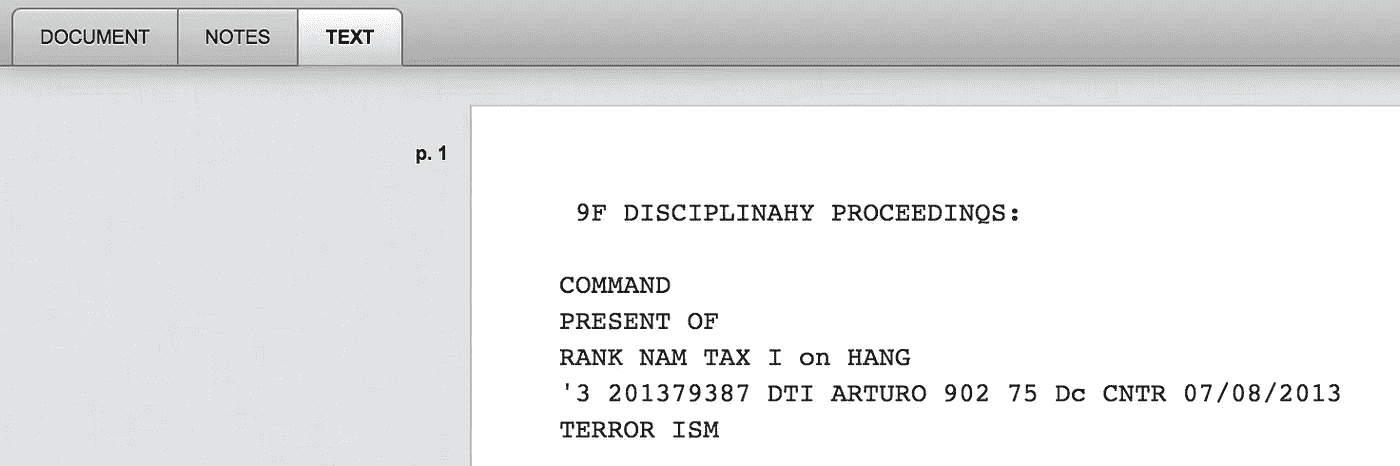 DOCUMENT NOTES TEXT
p. 1
9F DISCIPLINAHY PROCEEDINQS:
COMMAND
PRESENT OF
RANK NAM TAX I on HANG
'3 201379387 DTI ARTURO 902 75 Dc CNTR 07/08/2013
TERROR ISM